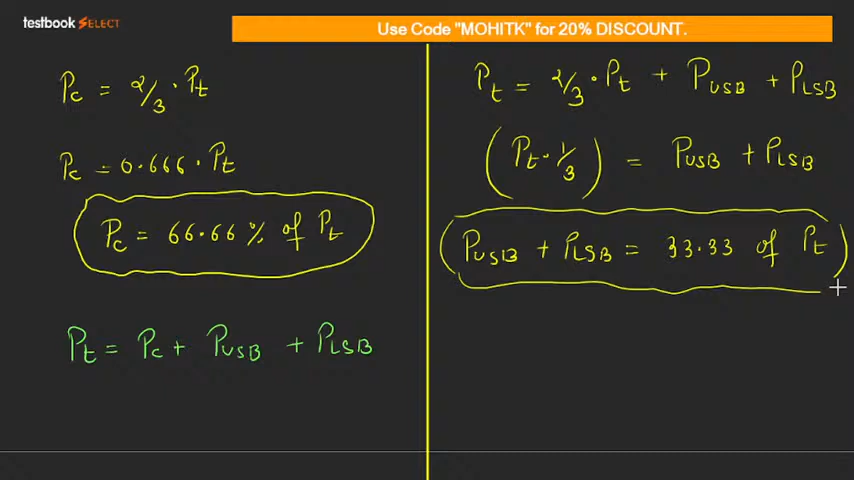 testbook SELECT
Use Code "MOHITK" for 20% DISCOUNT.
Pc = 2/3 · Pt
Pc = 0.666 · Pt
Pc = 66.66 % of Pt
Pt = Pc + PUSB + PLSB
Pt = 2/3 · Pt + PUSB + PLSB
(Pt · 1/3) = PUSB + PLSB
PUSB + PLSB = 33.33 of Pt